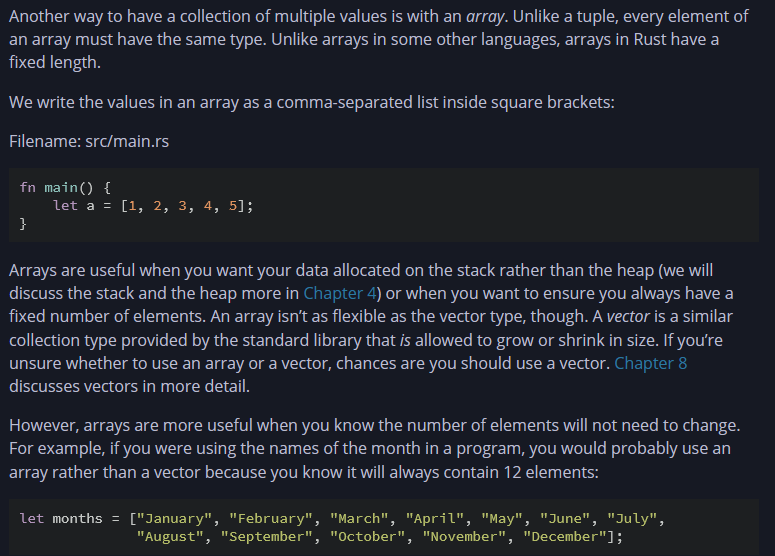 Another way to have a collection of multiple values is with an array. Unlike a tuple, every element of
an array must have the same type. Unlike arrays in some other languages, arrays in Rust have a
fixed length.
We write the values in an array as a comma-separated list inside square brackets:
Filename: src/main.rs
fn main() {
    let a = [1, 2, 3, 4, 5];
}
Arrays are useful when you want your data allocated on the stack rather than the heap (we will
discuss the stack and the heap more in Chapter 4) or when you want to ensure you always have a
fixed number of elements. An array isn’t as flexible as the vector type, though. A vector is a similar
collection type provided by the standard library that is allowed to grow or shrink in size. If you’re
unsure whether to use an array or a vector, chances are you should use a vector. Chapter 8
discusses vectors in more detail.
However, arrays are more useful when you know the number of elements will not need to change.
For example, if you were using the names of the month in a program, you would probably use an
array rather than a vector because you know it will always contain 12 elements:
let months = ["January", "February", "March", "April", "May", "June", "July",
              "August", "September", "October", "November", "December"];